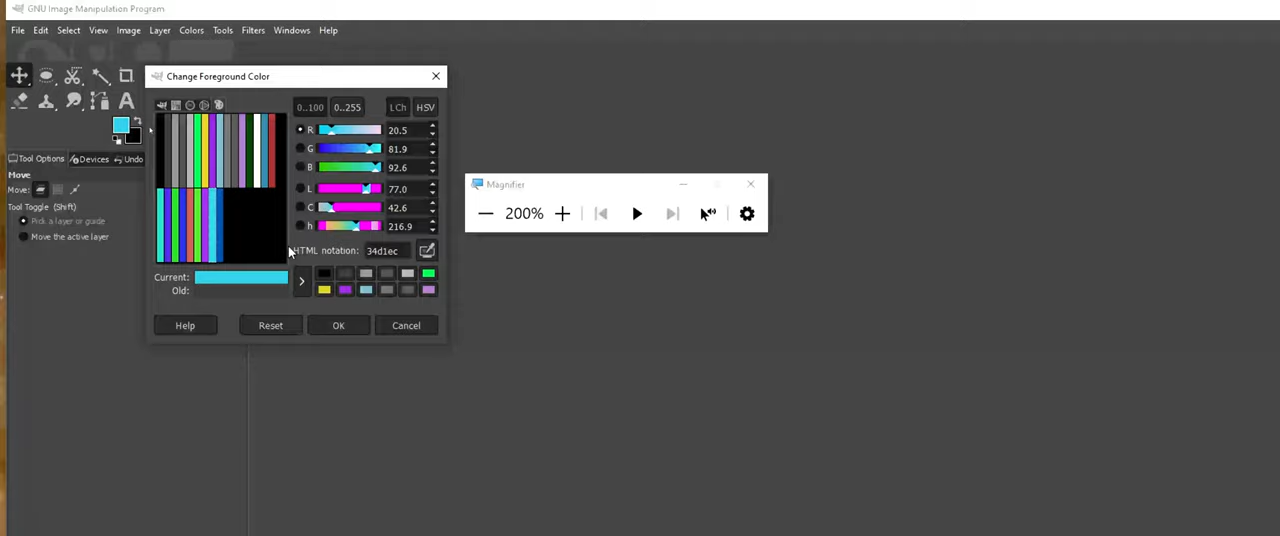 GNU Image Manipulation Program
File Edit Select View Image Layer Colors Tools Filters Windows Help
Change Foreground Color
0..100 0..255 LCh HSV
R 20.5
G 81.9
B 92.6
L 77.0
C 42.6
h 216.9
HTML notation: 34d1ec
Current:
Old:
Help Reset OK Cancel
Tool Options Devices Undo
Move
Move:
Tool Toggle (Shift)
Pick a layer or guide
Move the active layer
Magnifier
200%